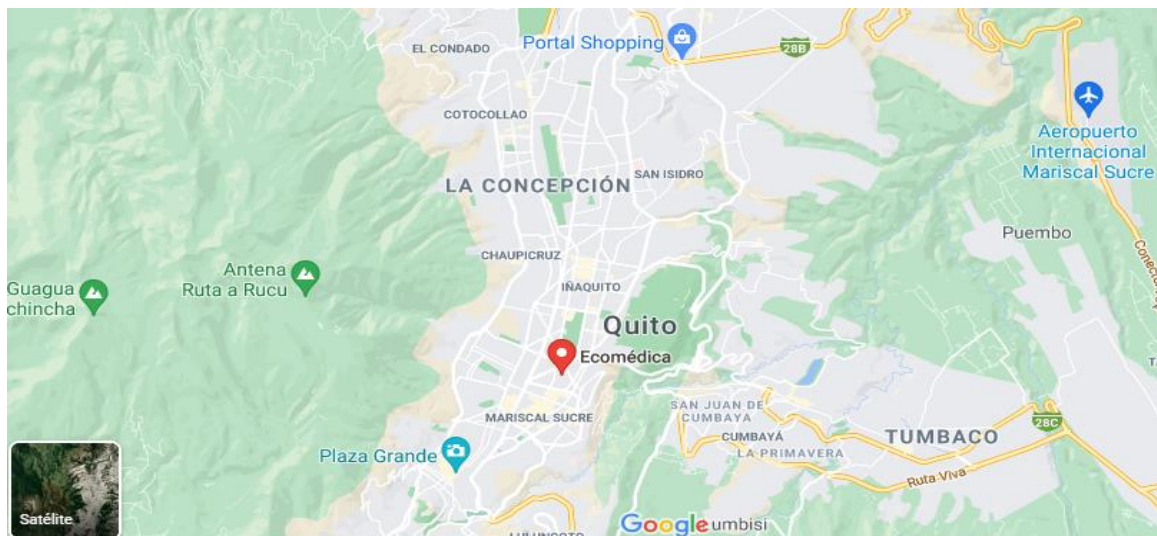 EL CONDADO
Portal Shopping
28B
COTOCOLLAO
Aeropuerto
Internacional
Mariscal Sucre
LA CONCEPCIÓN
SAN ISIDRO
Puembo
CHAUPICRUZ
Antena
Ruta a Rucu
Guagua
chincha
IÑAQUITO
Quito
Ecomédica
MARISCAL SUCRE
SAN JUAN DE
CUMBAYA
CUMBAYÁ
LA PRIMAVERA
TUMBACO
28C
Plaza Grande
Ruta Viva
Satélite
Google
umbisi